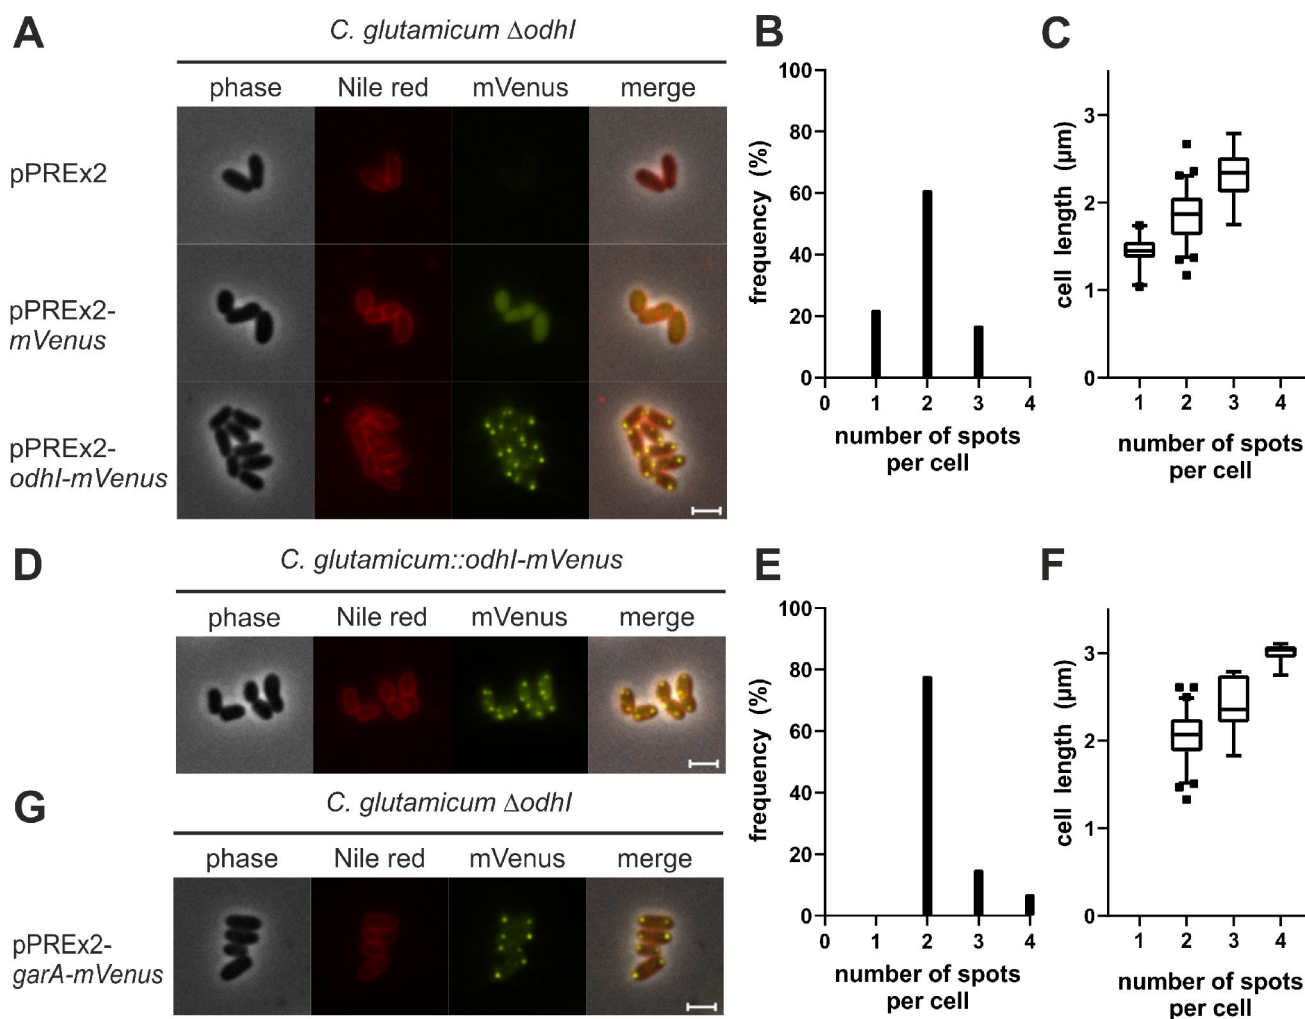 A
C. glutamicum ΔodhI
phase Nile red mVenus merge
pPREx2
pPREx2-
mVenus
pPREx2-
odhI-mVenus
B
100
80
60
40
20
0
frequency (%)
0 1 2 3 4
number of spots
per cell
C
3
2
1
0
cell length (µm)
1 2 3 4
number of spots
per cell
D
C. glutamicum::odhI-mVenus
phase Nile red mVenus merge
E
100
80
60
40
20
0
frequency (%)
0 1 2 3 4
number of spots
per cell
F
3
2
1
0
cell length (µm)
1 2 3 4
number of spots
per cell
G
C. glutamicum ΔodhI
phase Nile red mVenus merge
pPREx2-
garA-mVenus